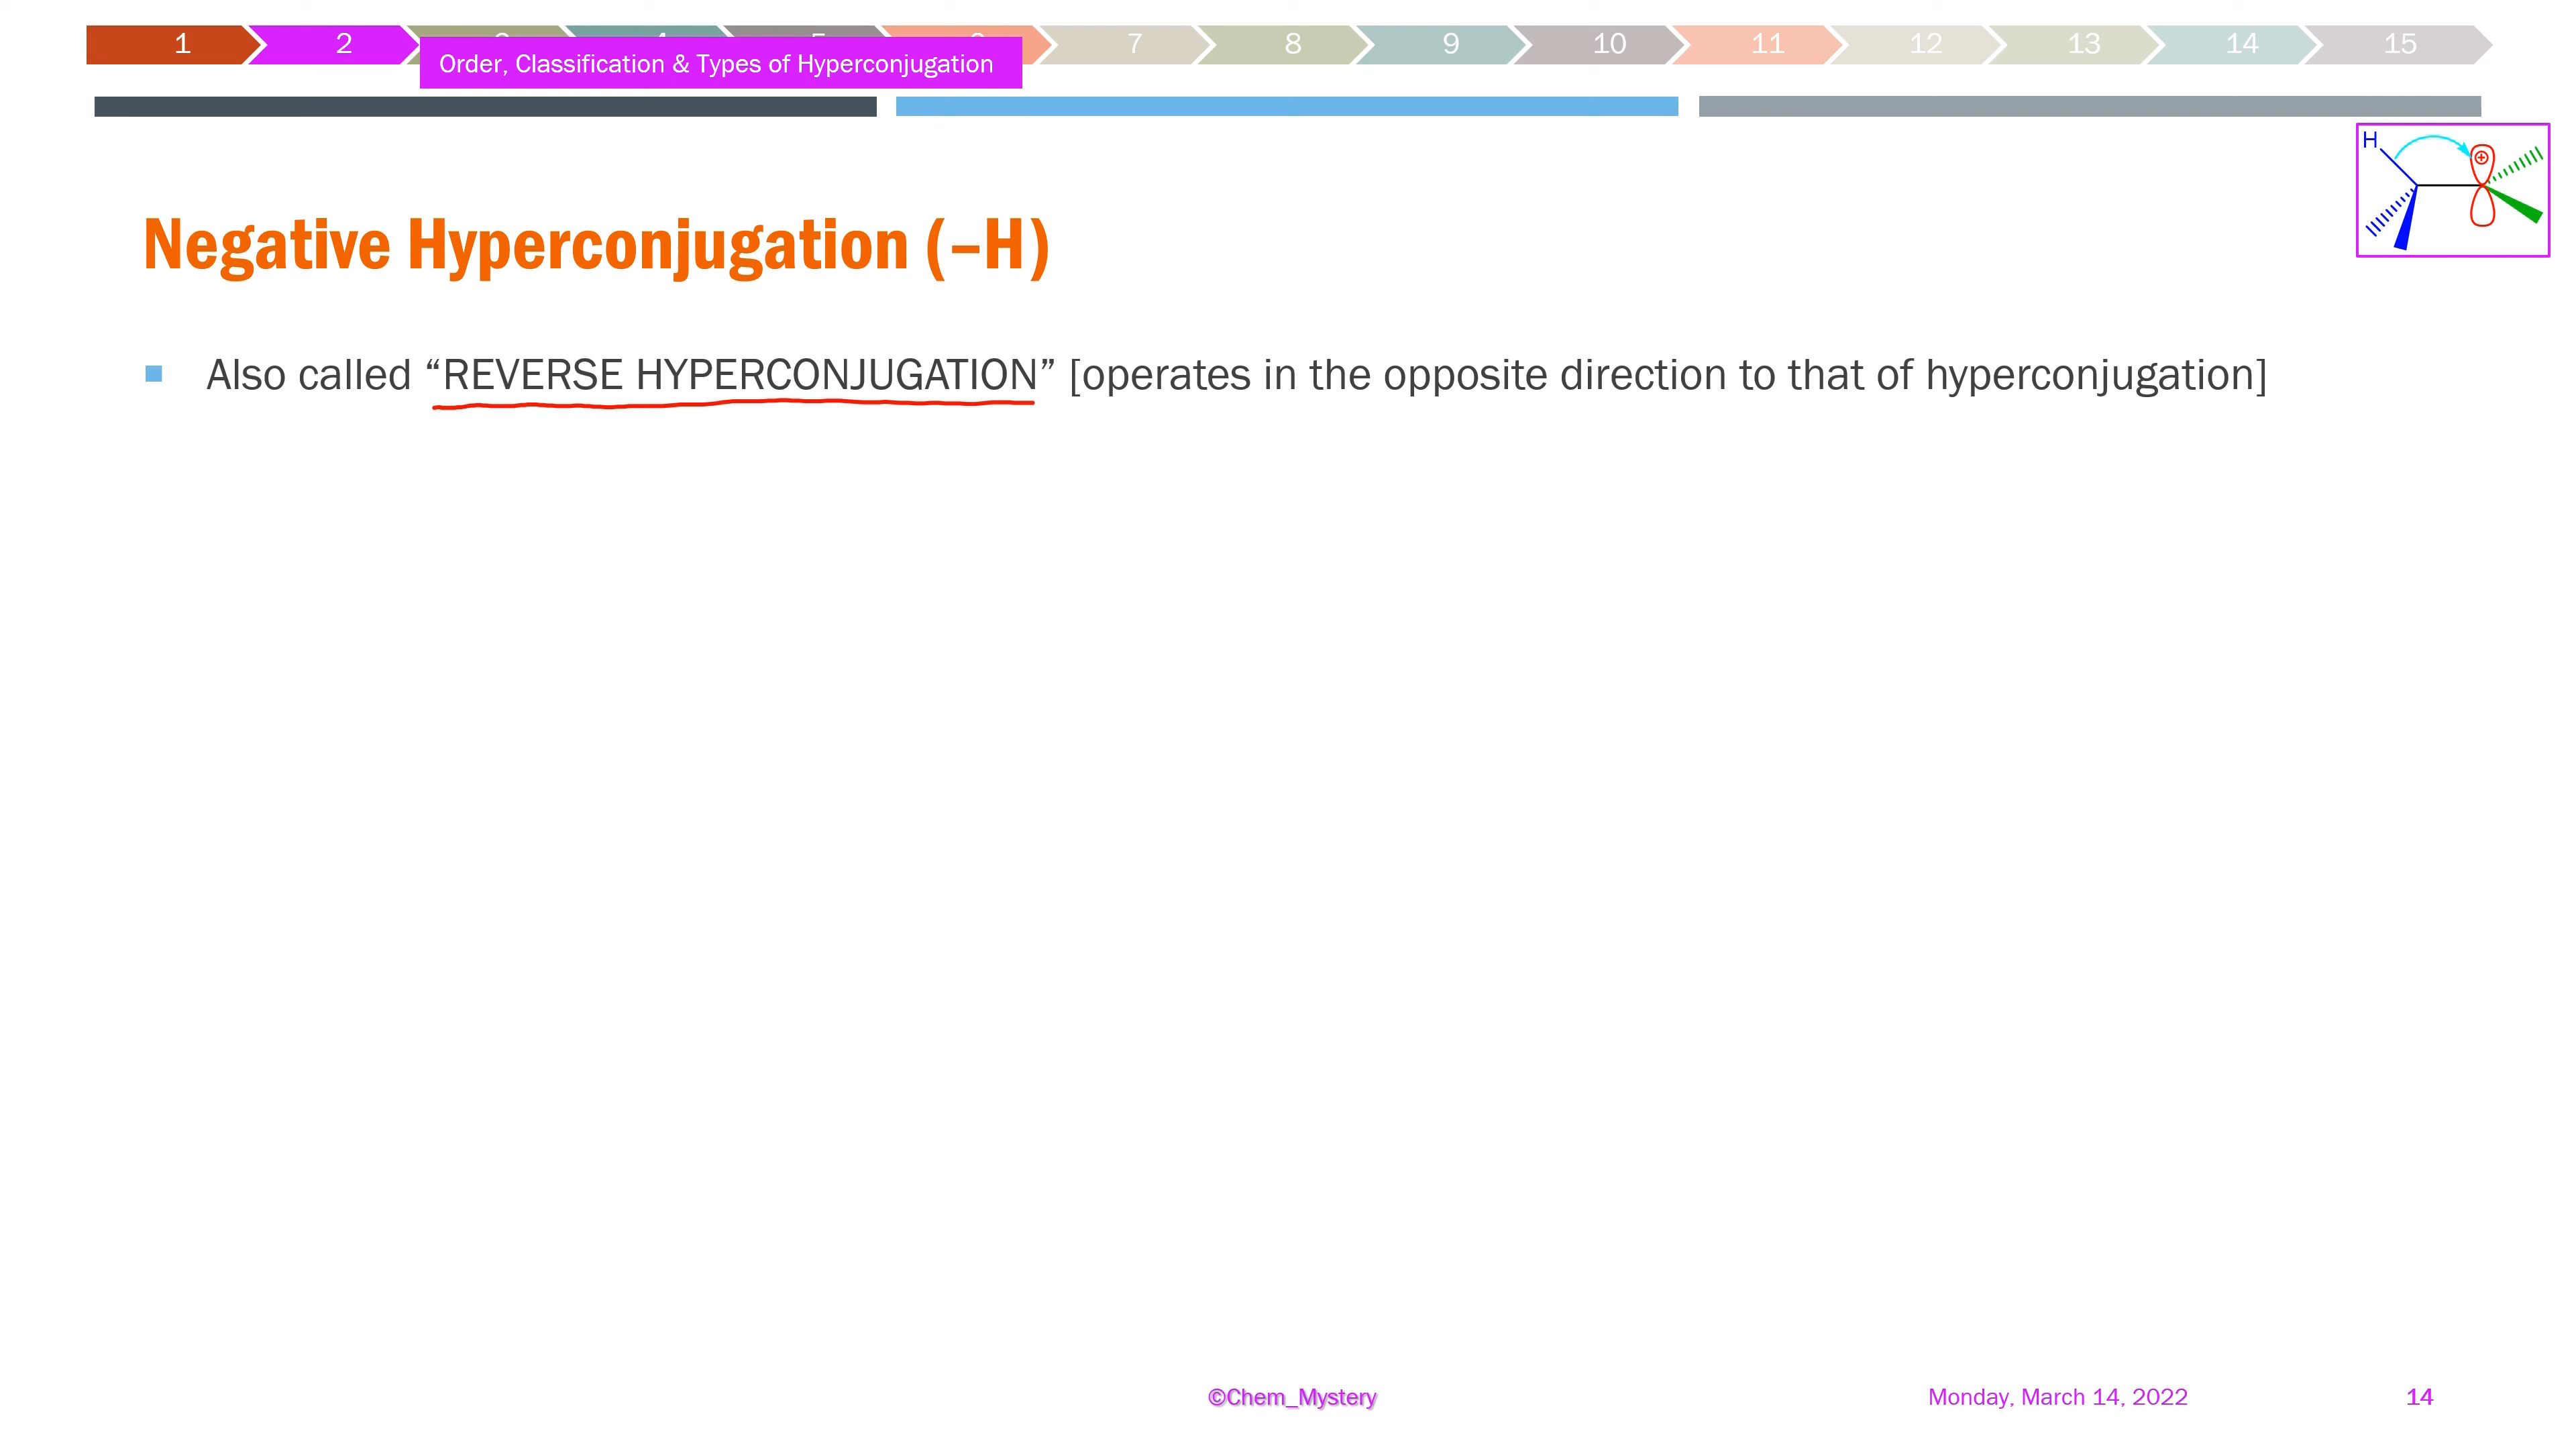 1 2 7 8 9 10 11 12 13 14 15
Order, Classification & Types of Hyperconjugation
H
Negative Hyperconjugation (–H)
Also called “REVERSE HYPERCONJUGATION” [operates in the opposite direction to that of hyperconjugation]
©Chem_Mystery Monday, March 14, 2022 14